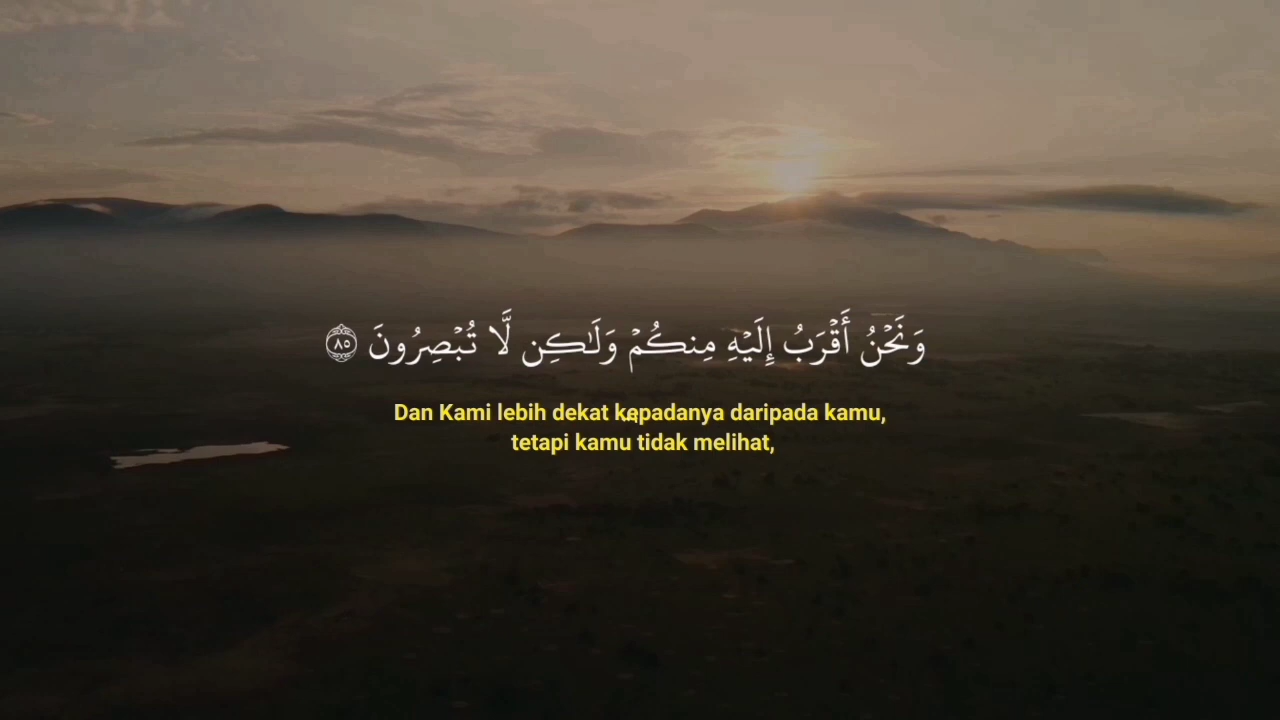 وَنَحْنُ أَقْرَبُ إِلَيْهِ مِنكُمْ وَلَٰكِن لَّا تُبْصِرُونَ ٨٥
Dan Kami lebih dekat kepadanya daripada kamu,
tetapi kamu tidak melihat,